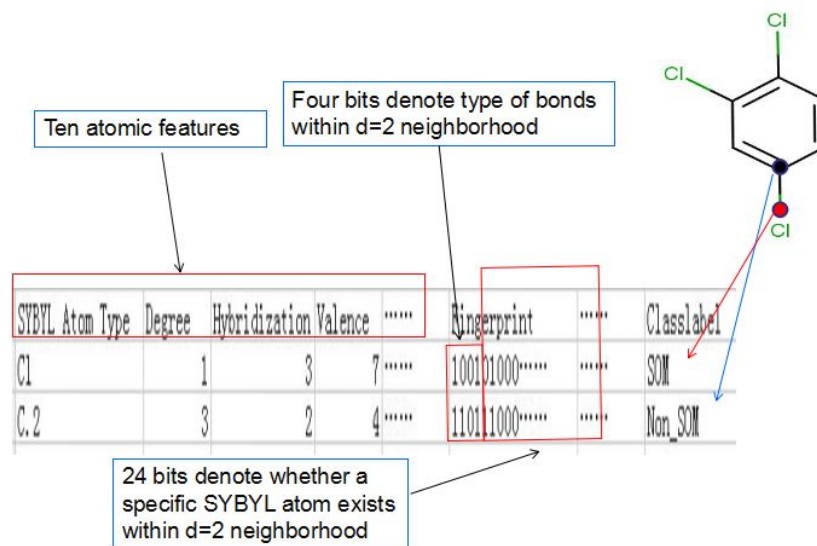 Cl
Cl
Four bits denote type of bonds
within d=2 neighborhood
Ten atomic features
Cl
SYBYL Atom Type Degree Hybridization Valence ······ Fingerprint ······ Classlabel
Cl 1 3 7 ······ 100101000······ ······ SOM
C.2 3 2 4 ······ 11011000······ ······ Non_SOM
24 bits denote whether a
specific SYBYL atom exists
within d=2 neighborhood